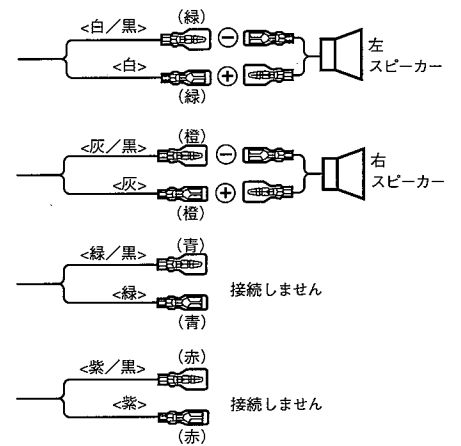 (緑)
<白／黒>
⊖
<白>
⊕
(緑)
左
スピーカー
(橙)
<灰／黒>
⊖
<灰>
⊕
(橙)
右
スピーカー
(青)
<緑／黒>
<緑>
(青)
接続しません
(赤)
<紫／黒>
<紫>
(赤)
接続しません